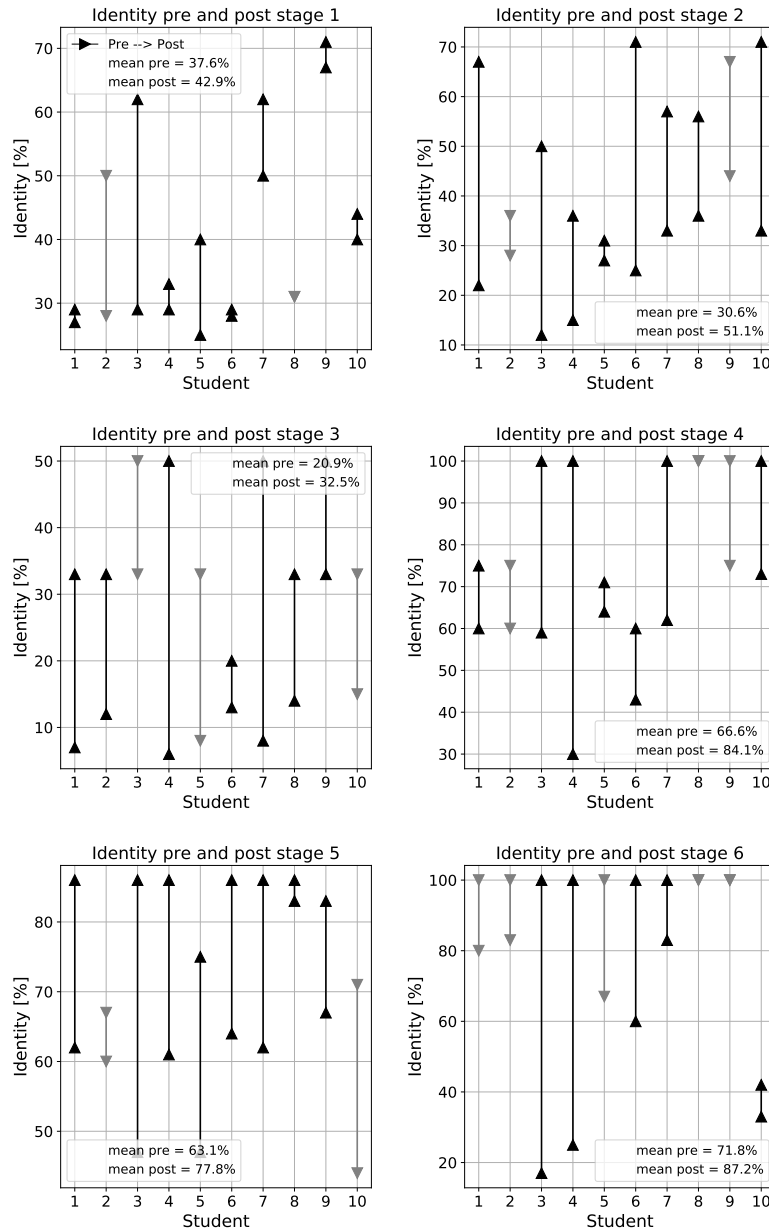 Identity pre and post stage 1
Identity [%]
70
60
50
40
30
Pre --> Post
mean pre = 37.6%
mean post = 42.9%
1 2 3 4 5 6 7 8 9 10
Student
Identity pre and post stage 2
Identity [%]
70
60
50
40
30
20
10
mean pre = 30.6%
mean post = 51.1%
1 2 3 4 5 6 7 8 9 10
Student
Identity pre and post stage 3
Identity [%]
50
40
30
20
10
mean pre = 20.9%
mean post = 32.5%
1 2 3 4 5 6 7 8 9 10
Student
Identity pre and post stage 4
Identity [%]
100
90
80
70
60
50
40
30
mean pre = 66.6%
mean post = 84.1%
1 2 3 4 5 6 7 8 9 10
Student
Identity pre and post stage 5
Identity [%]
80
70
60
50
mean pre = 63.1%
mean post = 77.8%
1 2 3 4 5 6 7 8 9 10
Student
Identity pre and post stage 6
Identity [%]
100
80
60
40
20
mean pre = 71.8%
mean post = 87.2%
1 2 3 4 5 6 7 8 9 10
Student